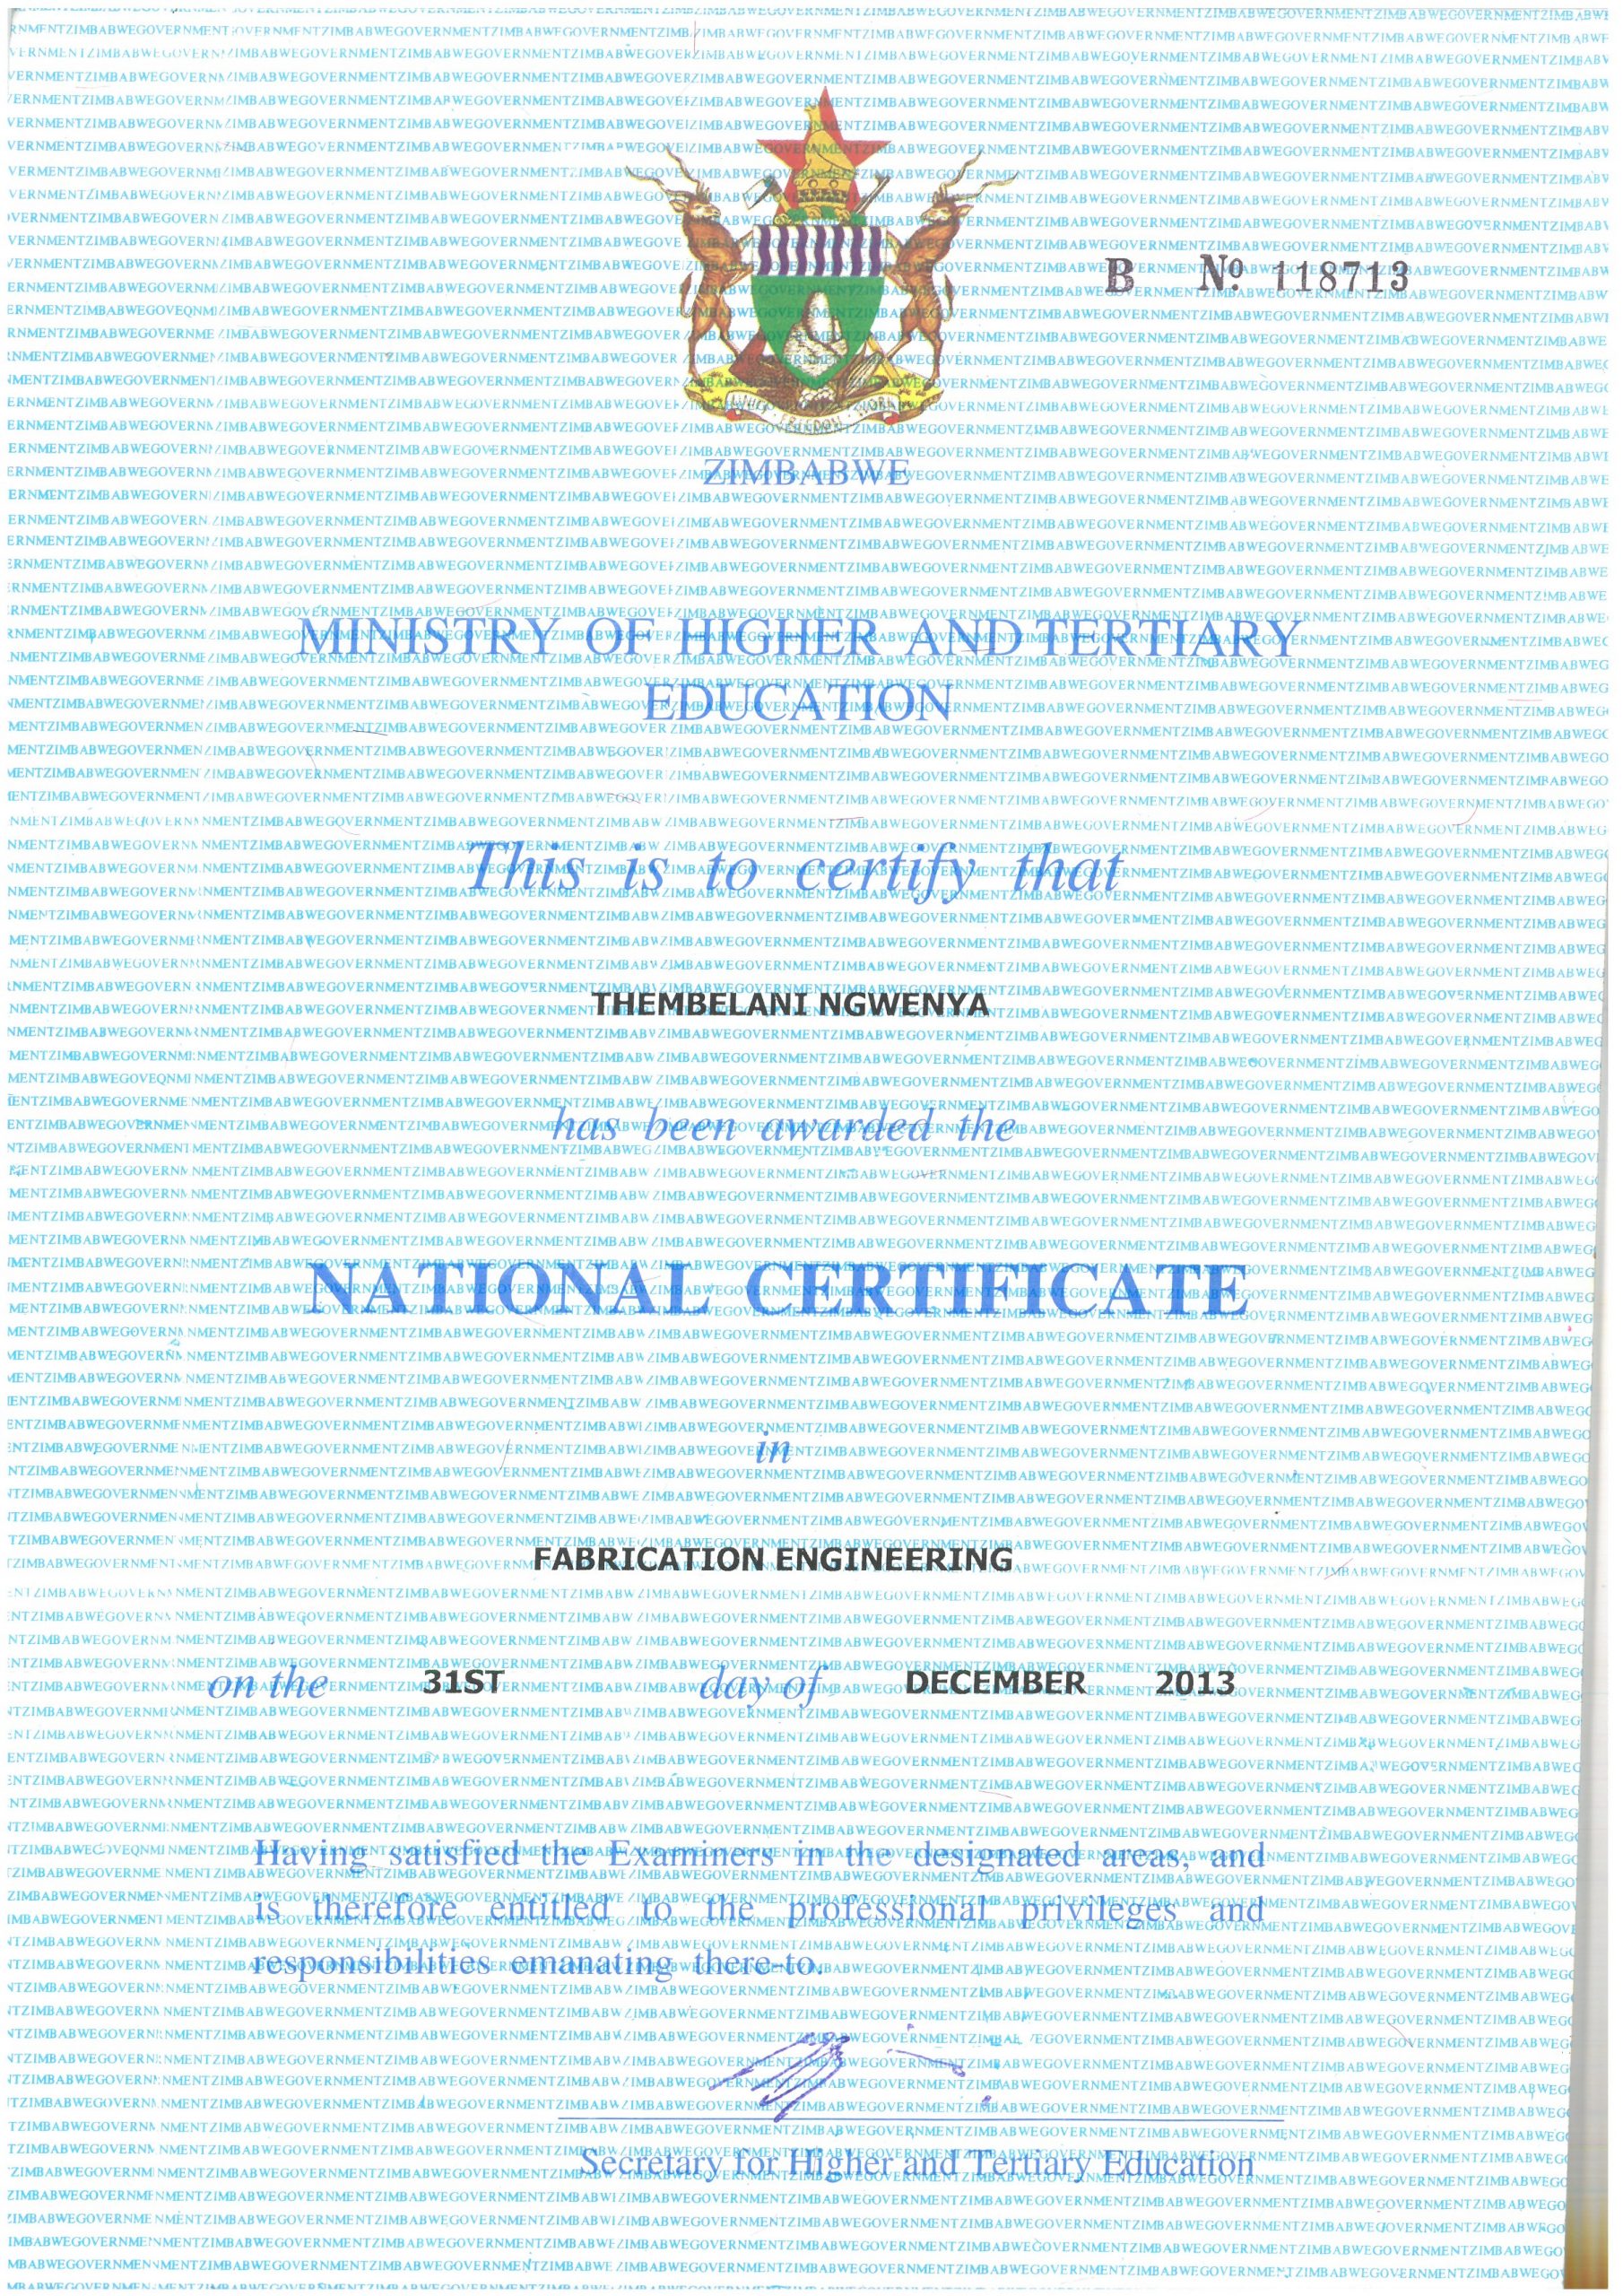 B Nº 118713
ZIMBABWE
MINISTRY OF HIGHER AND TERTIARY
EDUCATION
This is to certify that
THEMBELANI NGWENYA
has been awarded the
NATIONAL CERTIFICATE
in
FABRICATION ENGINEERING
on the 31ST day of DECEMBER 2013
Having satisfied the Examiners in the designated areas, and
is therefore entitled to the professional privileges and
responsibilities emanating there-to.
Secretary for Higher and Tertiary Education